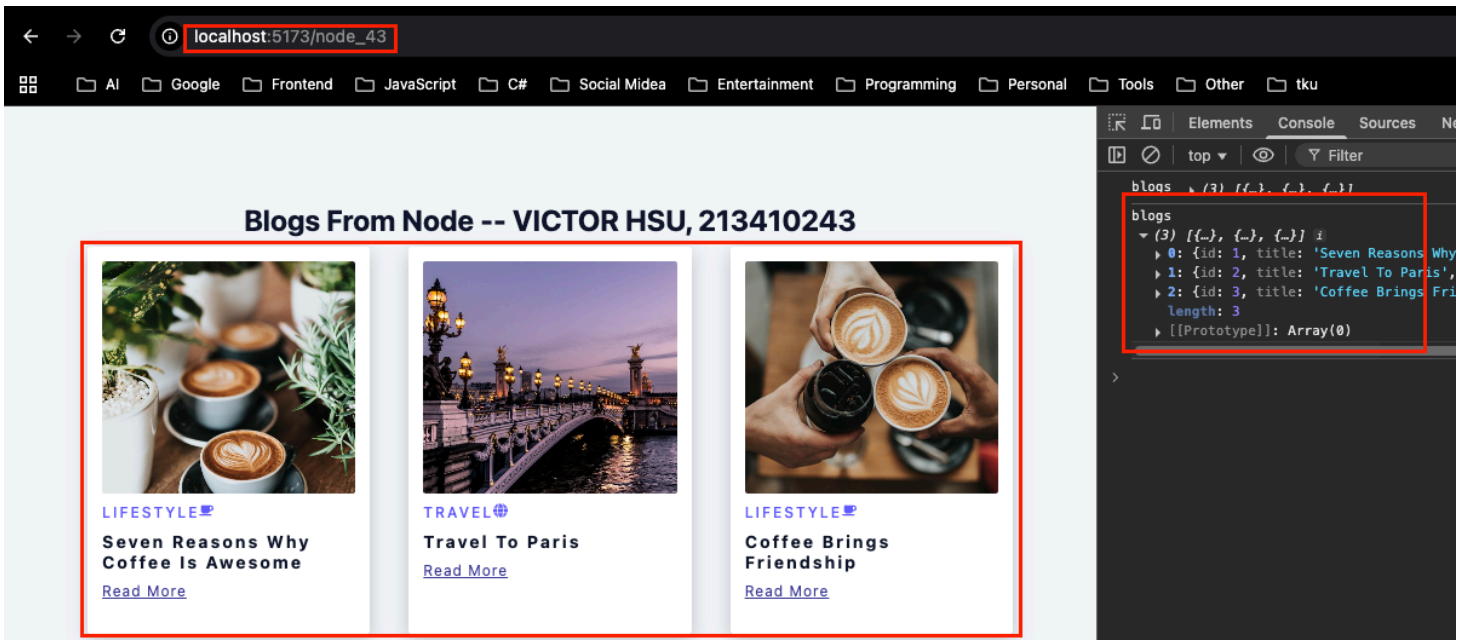 localhost:5173/node_43
AI Google Frontend JavaScript C# Social Midea Entertainment Programming Personal Tools Other tku
Elements Console Sources Ne
top Filter
blogs (3) [{…}, {…}, {…}]
blogs
(3) [{…}, {…}, {…}] i
0: {id: 1, title: 'Seven Reasons Why
1: {id: 2, title: 'Travel To Paris',
2: {id: 3, title: 'Coffee Brings Fri
length: 3
[[Prototype]]: Array(0)
Blogs From Node -- VICTOR HSU, 213410243
LIFESTYLE
Seven Reasons Why
Coffee Is Awesome
Read More
TRAVEL
Travel To Paris
Read More
LIFESTYLE
Coffee Brings
Friendship
Read More